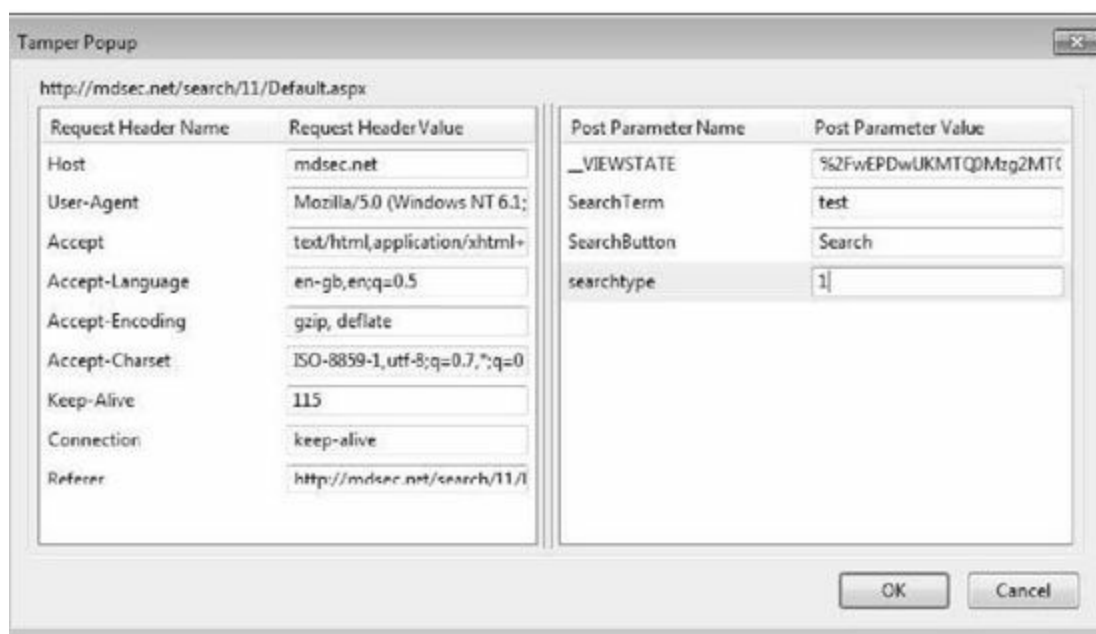 Tamper Popup
http://mdsec.net/search/11/Default.aspx
Request Header Name Request Header Value
Host mdsec.net
User-Agent Mozilla/5.0 (Windows NT 6.1;
Accept text/html,application/xhtml+
Accept-Language en-gb,en;q=0.5
Accept-Encoding gzip, deflate
Accept-Charset ISO-8859-1,utf-8;q=0.7,*;q=0
Keep-Alive 115
Connection keep-alive
Referer http://mdsec.net/search/11/
Post Parameter Name Post Parameter Value
__VIEWSTATE %2FwEPDwUKMTQ0Mzg2MT
SearchTerm test
SearchButton Search
searchtype 1
OK Cancel